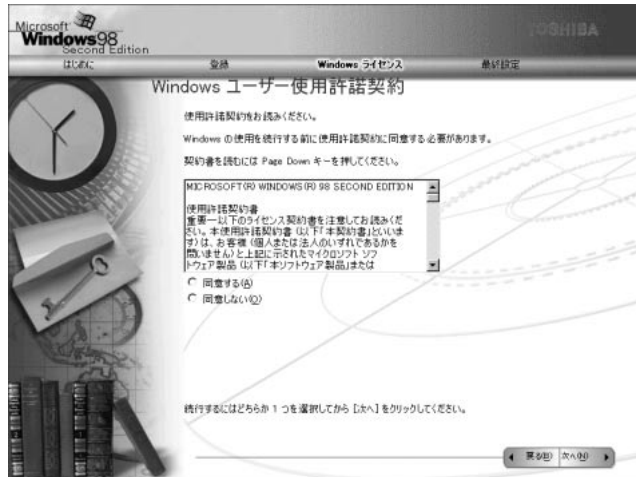 Microsoft
Windows98
Second Edition
TOSHIBA
はじめに
登録
Windows ライセンス
最終設定
Windows ユーザー使用許諾契約
使用許諾契約をお読みください。
Windows の使用を続行する前に使用許諾契約に同意する必要があります。
契約書を読むには Page Down キーを押してください。
MICROSOFT(R) WINDOWS(R) 98 SECOND EDITION
使用許諾契約書
重要－以下のライセンス契約書を注意してお読みくだ
さい。本使用許諾契約書 (以下｢本契約書｣といいま
す) は、お客様 (個人または法人のいずれであるかを
問いません) と上記に示されたマイクロソフト ソフ
トウェア製品 (以下｢本ソフトウェア製品｣または
同意する(A)
同意しない(O)
続行するにはどちらか 1 つを選択してから [次へ] をクリックしてください。
戻る(B) 次へ(N)